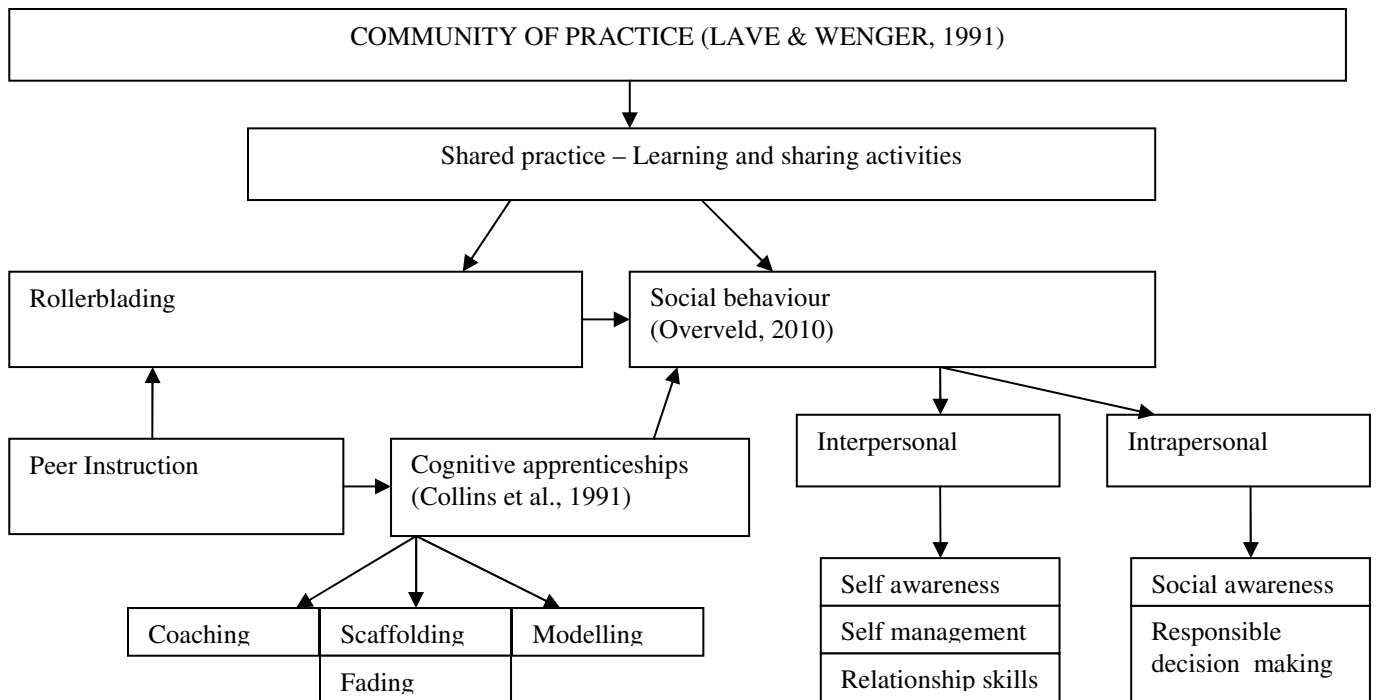 COMMUNITY OF PRACTICE (LAVE & WENGER, 1991)
Shared practice – Learning and sharing activities
Rollerblading
Social behaviour
(Overveld, 2010)
Peer Instruction
Cognitive apprenticeships
(Collins et al., 1991)
Interpersonal
Intrapersonal
Coaching
Scaffolding
Modelling
Fading
Self awareness
Self management
Relationship skills
Social awareness
Responsible
decision making